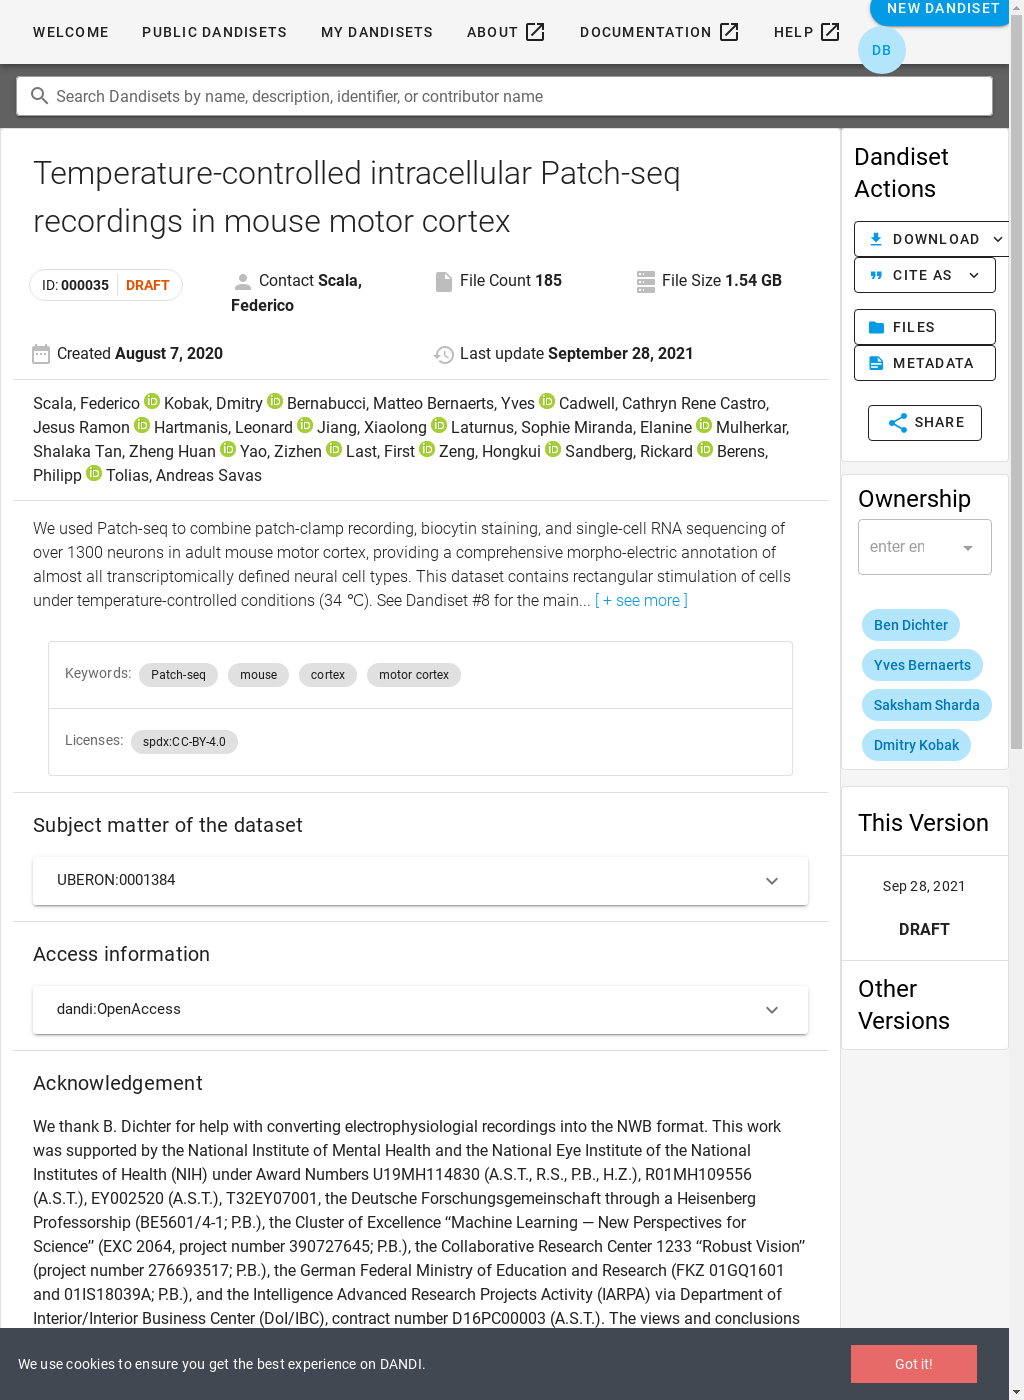 NEW DANDISET
WELCOME PUBLIC DANDISETS MY DANDISETS ABOUT DOCUMENTATION HELP
DB
Search Dandisets by name, description, identifier, or contributor name
Temperature-controlled intracellular Patch-seq
recordings in mouse motor cortex
ID: 000035 DRAFT
Contact Scala,
Federico
File Count 185
File Size 1.54 GB
Created August 7, 2020
Last update September 28, 2021
Scala, Federico iD Kobak, Dmitry iD Bernabucci, Matteo Bernaerts, Yves iD Cadwell, Cathryn Rene Castro,
Jesus Ramon iD Hartmanis, Leonard iD Jiang, Xiaolong iD Laturnus, Sophie Miranda, Elanine iD Mulherkar,
Shalaka Tan, Zheng Huan iD Yao, Zizhen iD Last, First iD Zeng, Hongkui iD Sandberg, Rickard iD Berens,
Philipp iD Tolias, Andreas Savas
We used Patch-seq to combine patch-clamp recording, biocytin staining, and single-cell RNA sequencing of
over 1300 neurons in adult mouse motor cortex, providing a comprehensive morpho-electric annotation of
almost all transcriptomically defined neural cell types. This dataset contains rectangular stimulation of cells
under temperature-controlled conditions (34 ℃). See Dandiset #8 for the main... [ + see more ]
Keywords: Patch-seq mouse cortex motor cortex
Licenses: spdx:CC-BY-4.0
Subject matter of the dataset
UBERON:0001384
Access information
dandi:OpenAccess
Acknowledgement
We thank B. Dichter for help with converting electrophysiologial recordings into the NWB format. This work
was supported by the National Institute of Mental Health and the National Eye Institute of the National
Institutes of Health (NIH) under Award Numbers U19MH114830 (A.S.T., R.S., P.B., H.Z.), R01MH109556
(A.S.T.), EY002520 (A.S.T.), T32EY07001, the Deutsche Forschungsgemeinschaft through a Heisenberg
Professorship (BE5601/4-1; P.B.), the Cluster of Excellence “Machine Learning — New Perspectives for
Science” (EXC 2064, project number 390727645; P.B.), the Collaborative Research Center 1233 “Robust Vision”
(project number 276693517; P.B.), the German Federal Ministry of Education and Research (FKZ 01GQ1601
and 01IS18039A; P.B.), and the Intelligence Advanced Research Projects Activity (IARPA) via Department of
Interior/Interior Business Center (DoI/IBC), contract number D16PC00003 (A.S.T.). The views and conclusions
Dandiset
Actions
DOWNLOAD
CITE AS
FILES
METADATA
SHARE
Ownership
enter en
Ben Dichter
Yves Bernaerts
Saksham Sharda
Dmitry Kobak
This Version
Sep 28, 2021
DRAFT
Other
Versions
We use cookies to ensure you get the best experience on DANDI.
Got it!